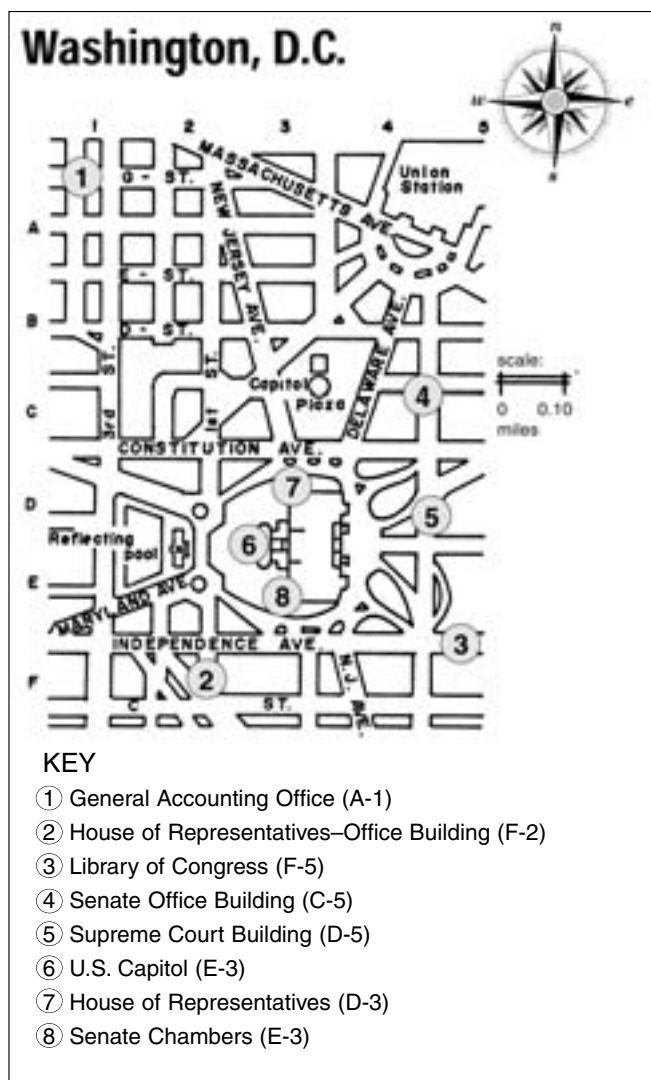 Washington, D.C.
n
w
e
s
1 2 3 4 5
MASSACHUSETTS AVE.
Union
Station
1
G - ST.
NEW JERSEY AVE.
A
E - ST.
B
D - ST.
DELAWARE AVE.
scale:
0 0.10
miles
3rd ST.
1st ST.
Capitol
Plaza
4
C
CONSTITUTION AVE.
7
D
5
Reflecting
pool
6
E
8
MARYLAND AVE
INDEPENDENCE AVE.
3
N.J. AVE.
2
F
C ST.
KEY
1 General Accounting Office (A-1)
2 House of Representatives–Office Building (F-2)
3 Library of Congress (F-5)
4 Senate Office Building (C-5)
5 Supreme Court Building (D-5)
6 U.S. Capitol (E-3)
7 House of Representatives (D-3)
8 Senate Chambers (E-3)